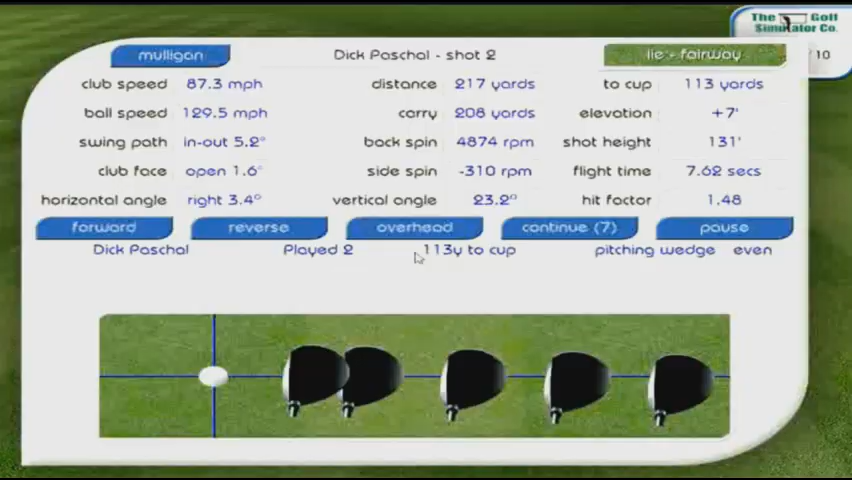 The Golf
Simulator Co.
mulligan
Dick Paschal - shot 2
lie - fairway
/10
club speed 87.3 mph distance 217 yards to cup 113 yards
ball speed 129.5 mph carry 208 yards elevation +7'
swing path in-out 5.2° back spin 4874 rpm shot height 131'
club face open 1.6° side spin -310 rpm flight time 7.62 secs
horizontal angle right 3.4° vertical angle 23.2° hit factor 1.48
forward reverse overhead continue (7) pause
Dick Paschal Played 2 113y to cup pitching wedge even